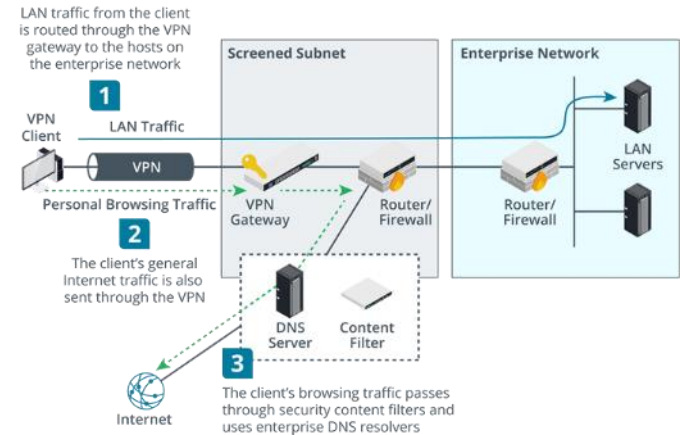 LAN traffic from the client
is routed through the VPN
gateway to the hosts on
the enterprise network
1
Screened Subnet
Enterprise Network
VPN
Client
LAN Traffic
VPN
LAN
Servers
Personal Browsing Traffic
VPN
Gateway
Router/
Firewall
Router/
Firewall
2
The client's general
Internet traffic is also
sent through the VPN
DNS
Server
Content
Filter
3
The client's browsing traffic passes
through security content filters and
uses enterprise DNS resolvers
Internet